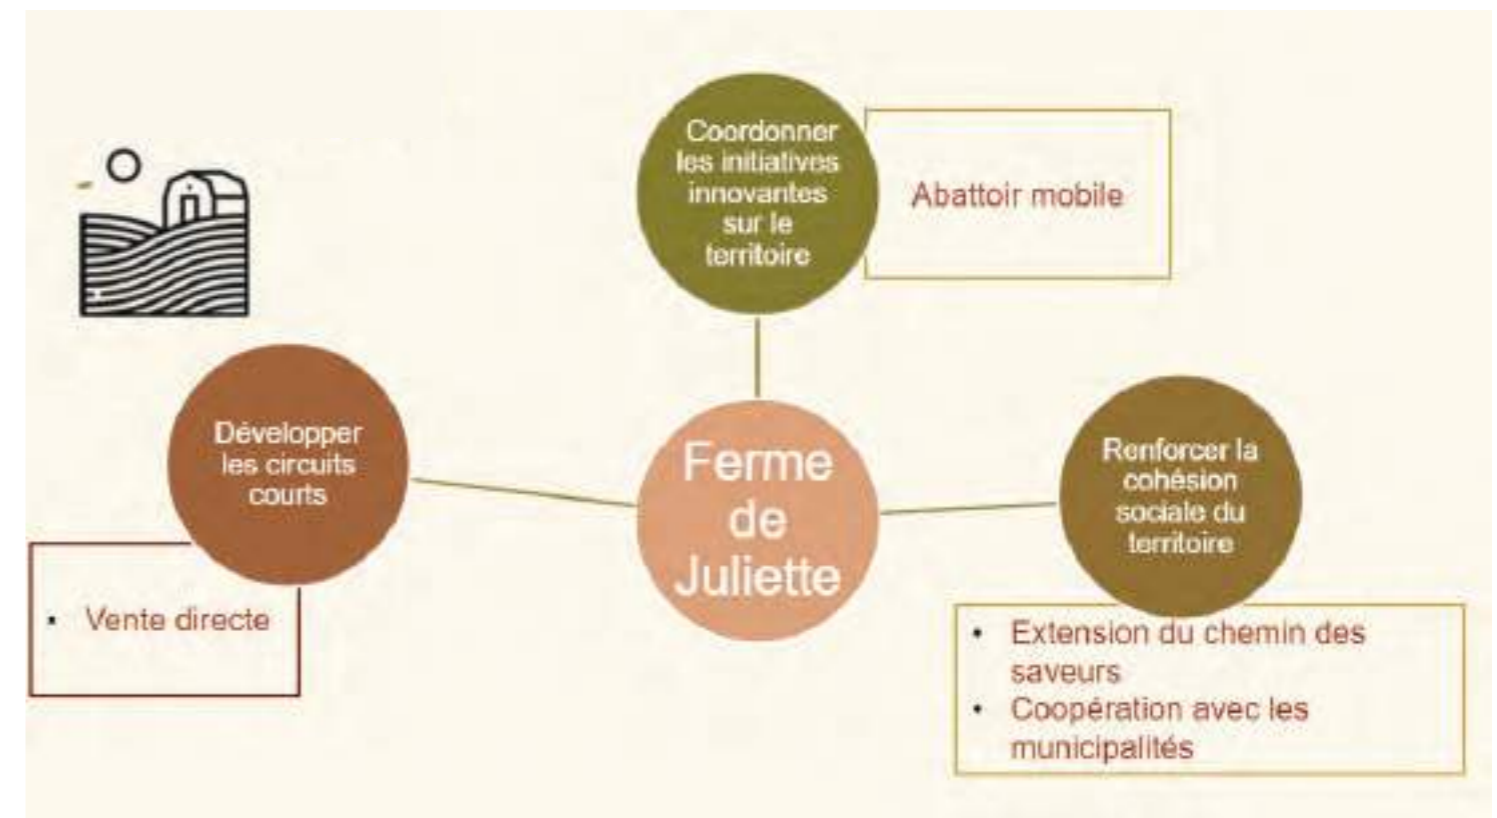 Coordonner
les initiatives
innovantes
sur le
territoire
Abattoir mobile
Développer
les circuits
courts
• Vente directe
Ferme
de
Juliette
Renforcer la
cohésion
sociale du
territoire
• Extension du chemin des
saveurs
• Coopération avec les
municipalités